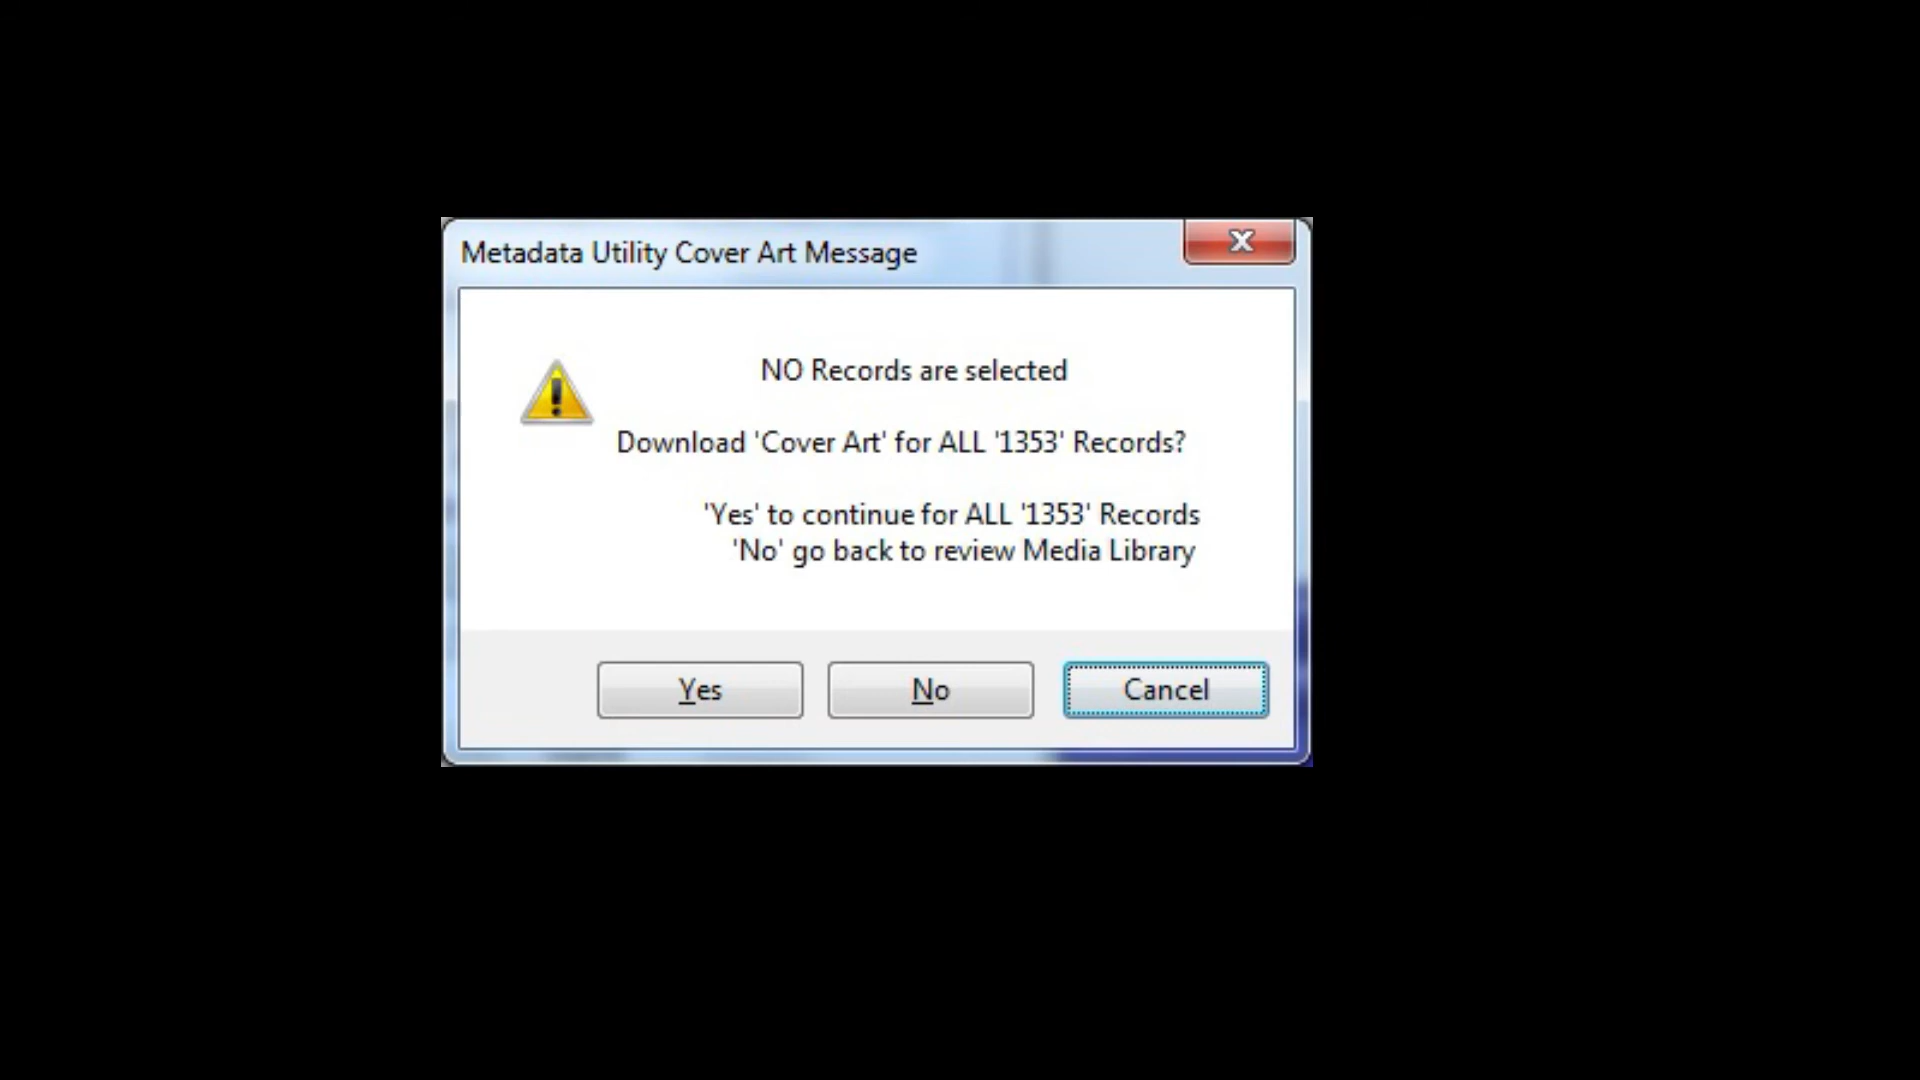 Metadata Utility Cover Art Message
NO Records are selected
Download 'Cover Art' for ALL '1353' Records?
'Yes' to continue for ALL '1353' Records
'No' go back to review Media Library
Yes No Cancel